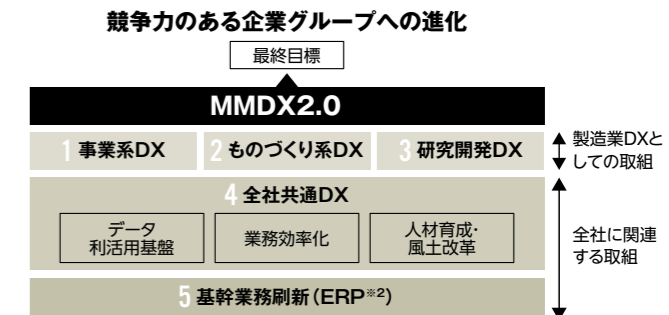 競争力のある企業グループへの進化
最終目標
MMDX2.0
1 事業系DX
2 ものづくり系DX
3 研究開発DX
製造業DXと
しての取組
4 全社共通DX
データ
利活用基盤
業務効率化
人材育成・
風土改革
全社に関連
する取組
5 基幹業務刷新(ERP※2)